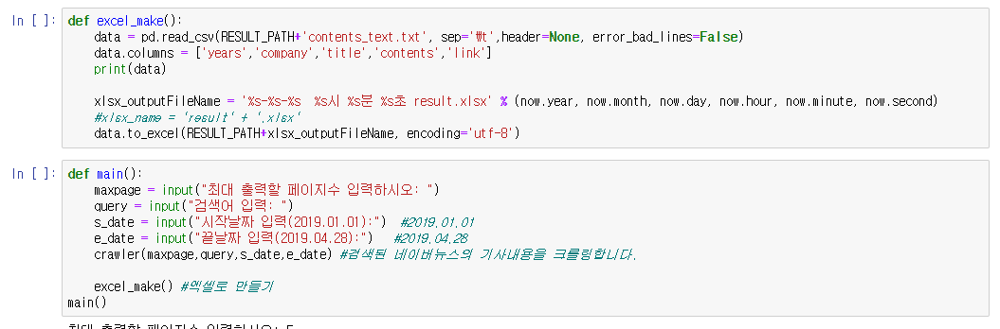 In [ ]: def excel_make():
data = pd.read_csv(RESULT_PATH+'contents_text.txt', sep='₩t',header=None, error_bad_lines=False)
data.columns = ['years','company','title','contents','link']
print(data)
xlsx_outputFileName = '%s-%s-%s  %s시 %s분 %s초 result.xlsx' % (now.year, now.month, now.day, now.hour, now.minute, now.second)
#xlsx_name = 'result' + '.xlsx'
data.to_excel(RESULT_PATH+xlsx_outputFileName, encoding='utf-8')
In [ ]: def main():
maxpage = input("최대 출력할 페이지수 입력하시오: ")
query = input("검색어 입력: ")
s_date = input("시작날짜 입력(2019.01.01):")  #2019.01.01
e_date = input("끝날짜 입력(2019.04.28):")   #2019.04.28
crawler(maxpage,query,s_date,e_date) #검색된 네이버뉴스의 기사내용을 크롤링합니다.
excel_make() #엑셀로 만들기
main()